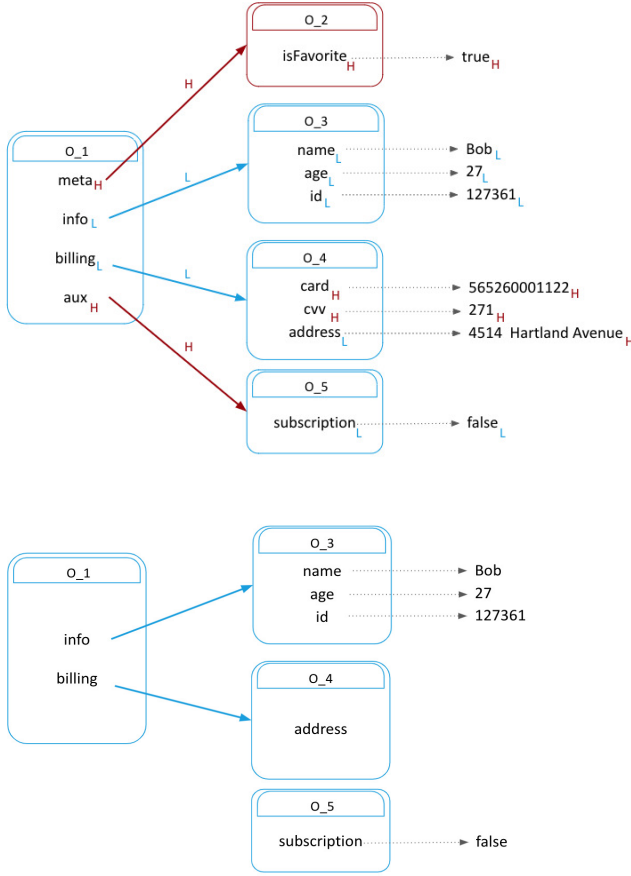 O_2
isFavorite H true H
H
O_3
O_1
name L Bob L
meta H
age L 27 L
L
id L 127361 L
info L
billing L
O_4
L
card H 565260001122 H
aux H
cvv H 271 H
address L 4514 Hartland Avenue H
H
O_5
subscription L false L
O_3
O_1
name Bob
age 27
id 127361
info
billing
O_4
address
O_5
subscription false